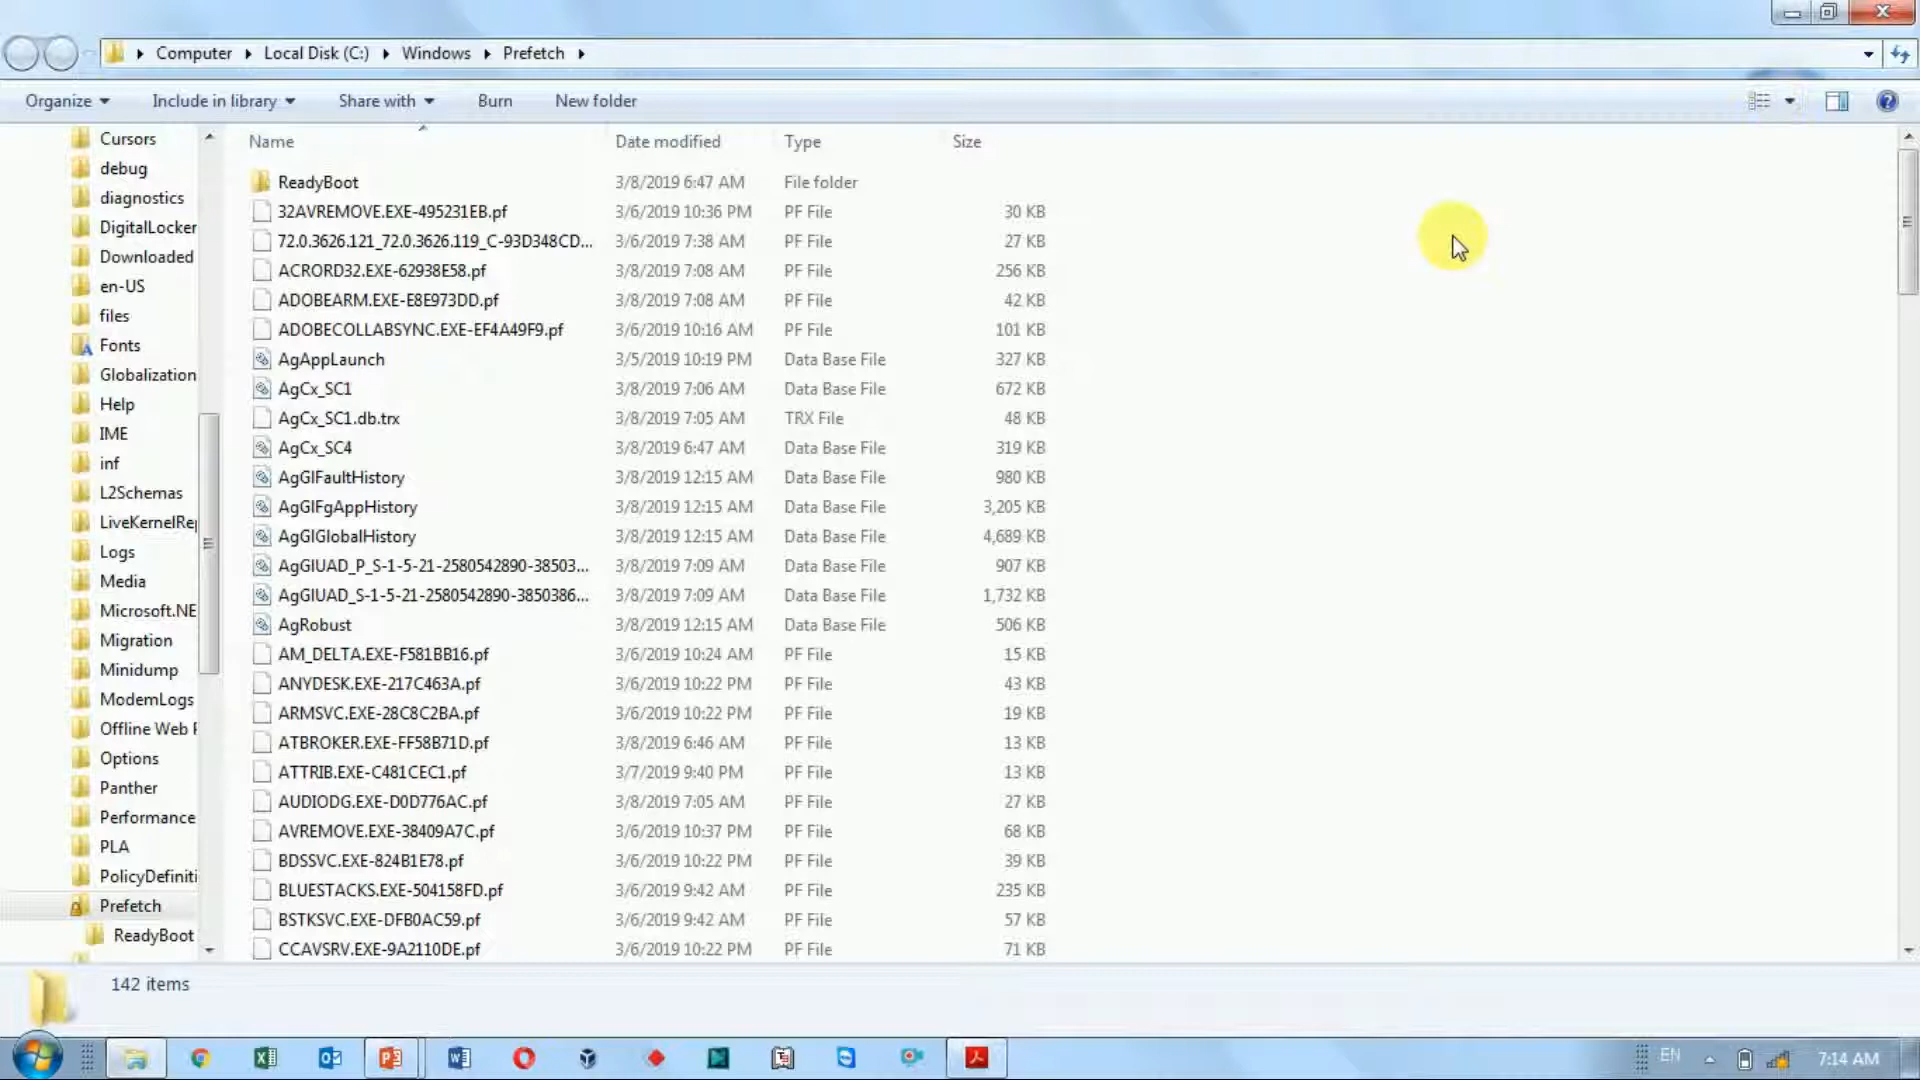 Computer Local Disk (C:) Windows Prefetch
Organize Include in library Share with Burn New folder
Cursors
debug
diagnostics
DigitalLocker
Downloaded
en-US
files
Fonts
Globalization
Help
IME
inf
L2Schemas
LiveKernelRe
Logs
Media
Microsoft.NE
Migration
Minidump
ModemLogs
Offline Web
Options
Panther
Performance
PLA
PolicyDefiniti
Prefetch
ReadyBoot
Name Date modified Type Size
ReadyBoot 3/8/2019 6:47 AM File folder
32AVREMOVE.EXE-495231EB.pf 3/6/2019 10:36 PM PF File 30 KB
72.0.3626.121_72.0.3626.119_C-93D348CD... 3/6/2019 7:38 AM PF File 27 KB
ACRORD32.EXE-62938E58.pf 3/8/2019 7:08 AM PF File 256 KB
ADOBEARM.EXE-E8E973DD.pf 3/8/2019 7:08 AM PF File 42 KB
ADOBECOLLABSYNC.EXE-EF4A49F9.pf 3/6/2019 10:16 AM PF File 101 KB
AgAppLaunch 3/5/2019 10:19 PM Data Base File 327 KB
AgCx_SC1 3/8/2019 7:06 AM Data Base File 672 KB
AgCx_SC1.db.trx 3/8/2019 7:05 AM TRX File 48 KB
AgCx_SC4 3/8/2019 6:47 AM Data Base File 319 KB
AgGlFaultHistory 3/8/2019 12:15 AM Data Base File 980 KB
AgGlFgAppHistory 3/8/2019 12:15 AM Data Base File 3,205 KB
AgGlGlobalHistory 3/8/2019 12:15 AM Data Base File 4,689 KB
AgGlUAD_P_S-1-5-21-2580542890-38503... 3/8/2019 7:09 AM Data Base File 907 KB
AgGlUAD_S-1-5-21-2580542890-3850386... 3/8/2019 7:09 AM Data Base File 1,732 KB
AgRobust 3/8/2019 12:15 AM Data Base File 506 KB
AM_DELTA.EXE-F581BB16.pf 3/6/2019 10:24 AM PF File 15 KB
ANYDESK.EXE-217C463A.pf 3/6/2019 10:22 PM PF File 43 KB
ARMSVC.EXE-28C8C2BA.pf 3/6/2019 10:22 PM PF File 19 KB
ATBROKER.EXE-FF58B71D.pf 3/8/2019 6:46 AM PF File 13 KB
ATTRIB.EXE-C481CEC1.pf 3/7/2019 9:40 PM PF File 13 KB
AUDIODG.EXE-D0D776AC.pf 3/8/2019 7:05 AM PF File 27 KB
AVREMOVE.EXE-38409A7C.pf 3/6/2019 10:37 PM PF File 68 KB
BDSSVC.EXE-824B1E78.pf 3/6/2019 10:22 PM PF File 39 KB
BLUESTACKS.EXE-504158FD.pf 3/6/2019 9:42 AM PF File 235 KB
BSTKSVC.EXE-DFB0AC59.pf 3/6/2019 9:42 AM PF File 57 KB
CCAVSRV.EXE-9A2110DE.pf 3/6/2019 10:22 PM PF File 71 KB
142 items
EN 7:14 AM